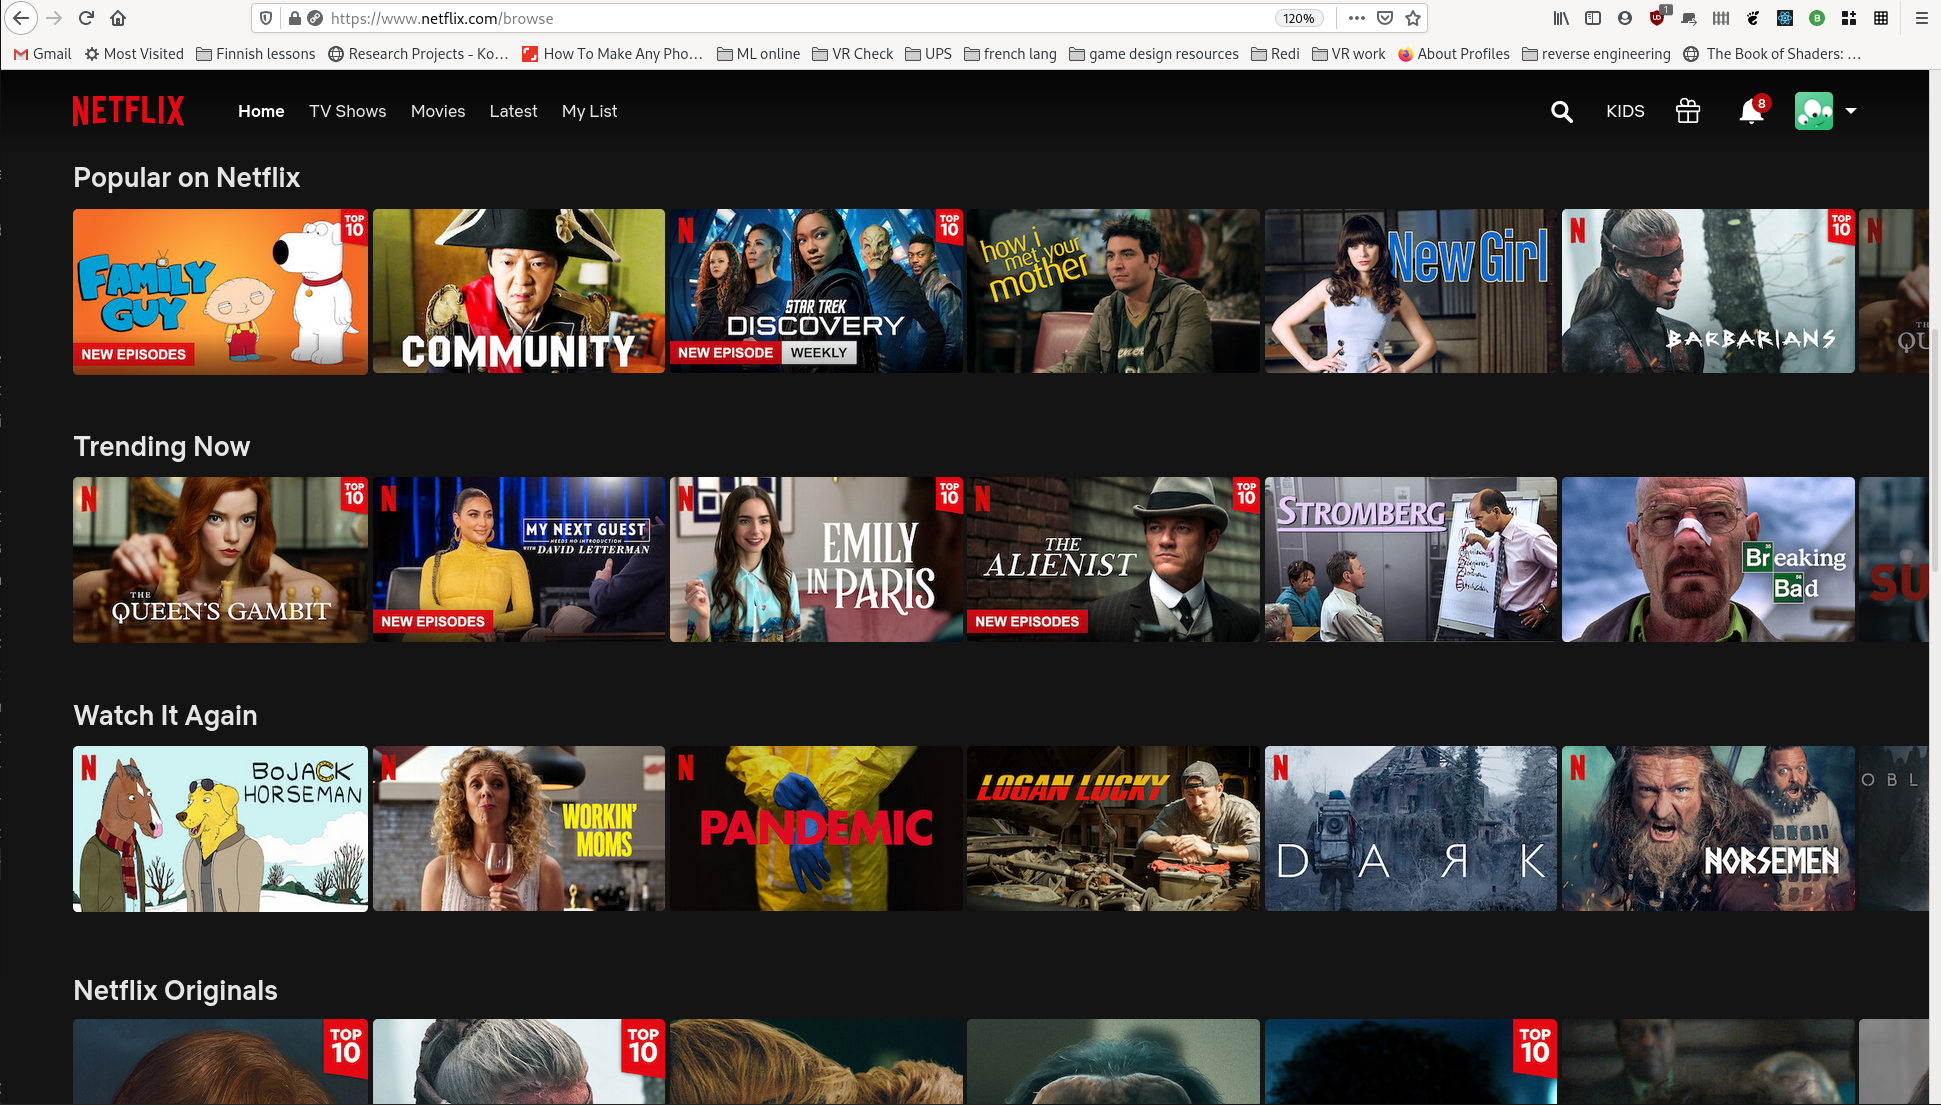 https://www.netflix.com/browse
120%
1
Gmail
Most Visited
Finnish lessons
Research Projects - Ko…
How To Make Any Pho…
ML online
VR Check
UPS
french lang
game design resources
Redi
VR work
About Profiles
reverse engineering
The Book of Shaders: …
NETFLIX
Home
TV Shows
Movies
Latest
My List
KIDS
8
Popular on Netflix
TOP
10
FAMILY
GUY
NEW EPISODES
COMMUNITY
N
TOP
10
STAR TREK
DISCOVERY
NEW EPISODE WEEKLY
how i
met your
mother
New Girl
N
TOP
10
BARBARIANS
N
QU
Trending Now
N
TOP
10
THE
QUEEN'S GAMBIT
N
MY NEXT GUEST
NEEDS NO INTRODUCTION
WITH DAVID LETTERMAN
NEW EPISODES
N
TOP
10
EMILY
IN PARIS
N
TOP
10
THE
ALIENIST
NEW EPISODES
STROMBERG
Breaking
Bad
SU
Watch It Again
N
BOJACK
HORSEMAN
N
WORKIN'
MOMS
N
PANDEMIC
LOGAN LUCKY
N
DAЯK
N
NORSEMEN
OBL
Netflix Originals
TOP
10
TOP
10
TOP
10